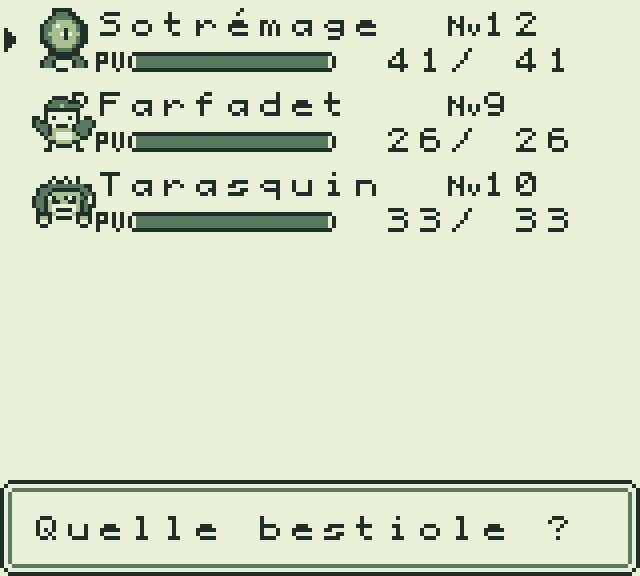 Sotrémage Nv12
PV 41/ 41
Farfadet Nv9
PV 26/ 26
Tarasquin Nv10
PV 33/ 33
Quelle bestiole ?